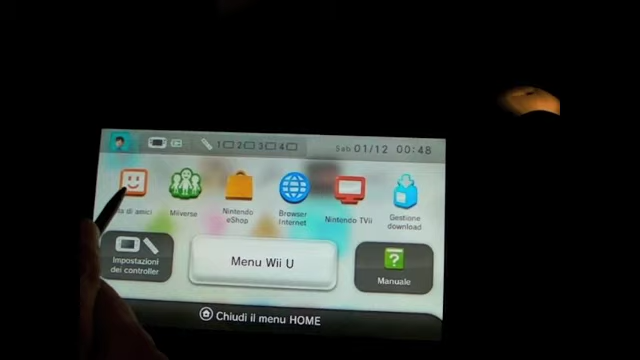 1 2 3 4 Sab 01/12 00:48
di amici
Miiverse
Nintendo
eShop
Browser
Internet
Nintendo TVii
Gestione
download
Impostazioni
dei controller
Menu Wii U
?
Manuale
Chiudi il menu HOME